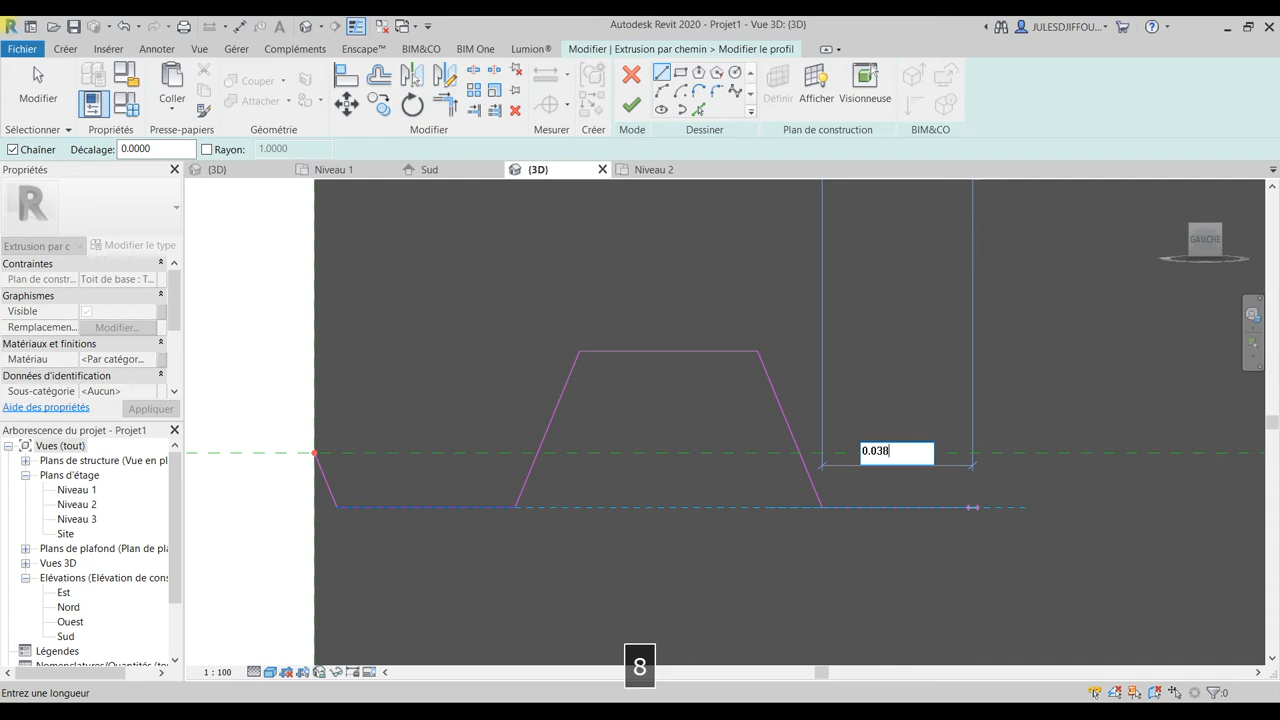 Autodesk Revit 2020 - Projet1 - Vue 3D: {3D}
JULESDJIFFOU...
Fichier Créer Insérer Annoter Vue Gérer Compléments Enscape™ BIM&CO BIM One Lumion® Modifier | Extrusion par chemin > Modifier le profil
Modifier Coller Couper Attacher Définir Afficher Visionneuse
Sélectionner Propriétés Presse-papiers Géométrie Modifier Mesurer Créer Mode Dessiner Plan de construction BIM&CO
Chaîner Décalage: 0.0000 Rayon: 1.0000
Propriétés
{3D} Niveau 1 Sud {3D} Niveau 2
R
Extrusion par c Modifier le type
Contraintes
Plan de constr... Toit de base : T...
Graphismes
Visible
Remplacemen... Modifier...
Matériaux et finitions
Matériau <Par catégor...
Données d'identification
Sous-catégorie <Aucun>
Aide des propriétés Appliquer
Arborescence du projet - Projet1
Vues (tout)
Plans de structure (Vue en pl
Plans d'étage
Niveau 1
Niveau 2
Niveau 3
Site
Plans de plafond (Plan de pla
Vues 3D
Elévations (Elévation de cons
Est
Nord
Ouest
Sud
Légendes
Nomenclatures/Quantités (tou
GAUCHE
0.038
8
1 : 100
Entrez une longueur
:0